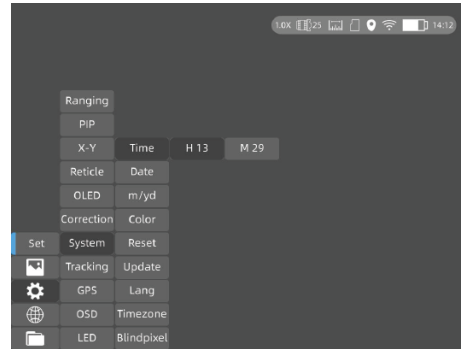 1.0X 25 14:12
Ranging
PIP
X-Y Time H 13 M 29
Reticle Date
OLED m/yd
Correction Color
Set System Reset
Tracking Update
GPS Lang
OSD Timezone
LED Blindpixel